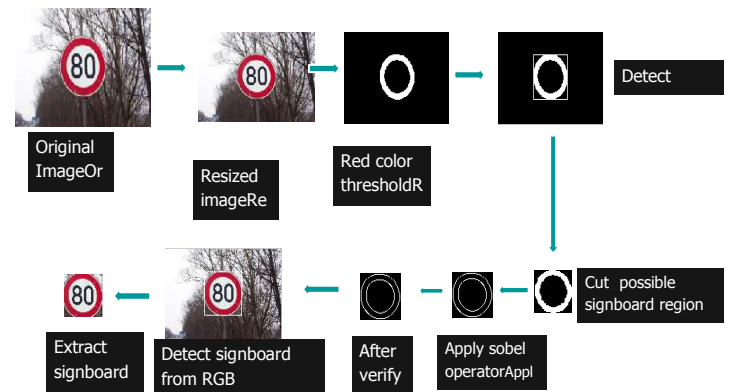 80
80
Detect
Original
ImageOr
Resized
imageRe
Red color
thresholdR
80
80
Cut possible
signboard region
Extract
signboard
Detect signboard
from RGB
After
verify
Apply sobel
operatorAppl